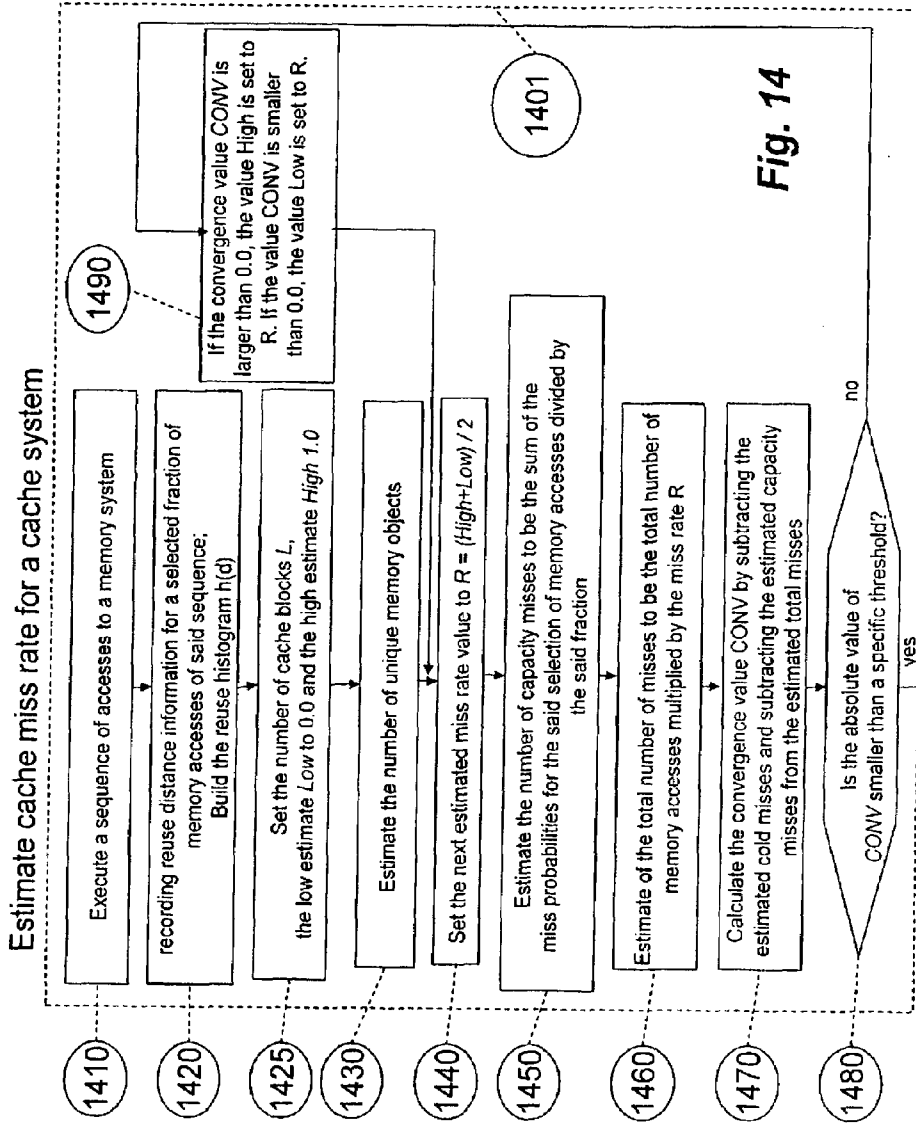 Estimate cache miss rate for a cache system
1410
Execute a sequence of accesses to a memory system
1420
recording reuse distance information for a selected fraction of
memory accesses of said sequence;
Build the reuse histogram h(d)
1425
Set the number of cache blocks L,
the low estimate Low to 0.0 and the high estimate High 1.0
1430
Estimate the number of unique memory objects
1440
Set the next estimated miss rate value to R = (High+Low) / 2
1450
Estimate the number of capacity misses to be the sum of the
miss probabilities for the said selection of memory accesses divided by
the said fraction
1460
Estimate of the total number of misses to be the total number of
memory accesses multiplied by the miss rate R
1470
Calculate the convergence value CONV by subtracting the
estimated cold misses and subtracting the estimated capacity
misses from the estimated total misses
1480
Is the absolute value of
CONV smaller than a specific threshold?
no
yes
1490
If the convergence value CONV is
larger than 0.0, the value High is set to
R. If the value CONV is smaller
than 0.0, the value Low is set to R.
1401
Fig. 14